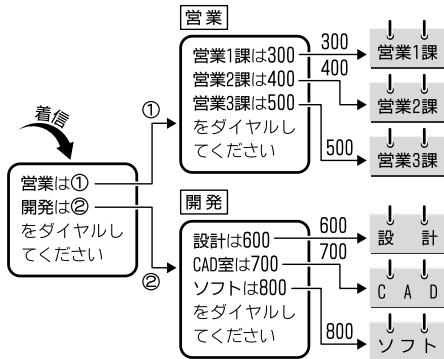 着信
営業は①
開発は②
をダイヤルし
てください
①
②
営業
営業1課は300
営業2課は400
営業3課は500
をダイヤルし
てください
300
400
500
営業1課
営業2課
営業3課
開発
設計は600
CAD室は700
ソフトは800
をダイヤルし
てください
600
700
800
設 計
C A D
ソフト